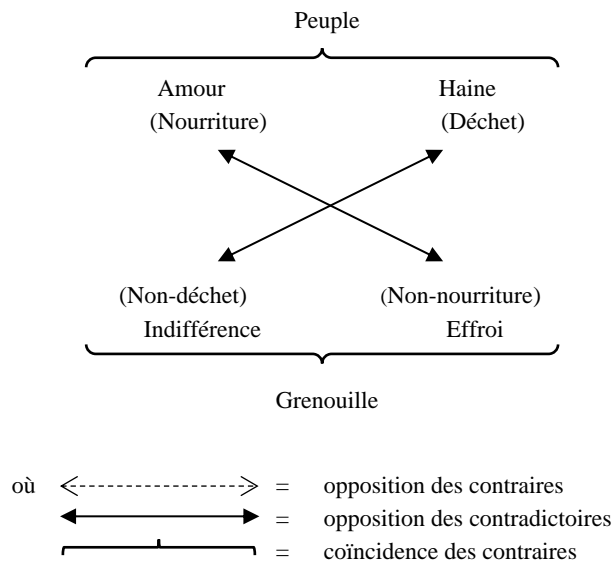 Peuple
Amour Haine
(Nourriture) (Déchet)
(Non-déchet) (Non-nourriture)
Indifférence Effroi
Grenouille
où = opposition des contraires
= opposition des contradictoires
= coïncidence des contraires